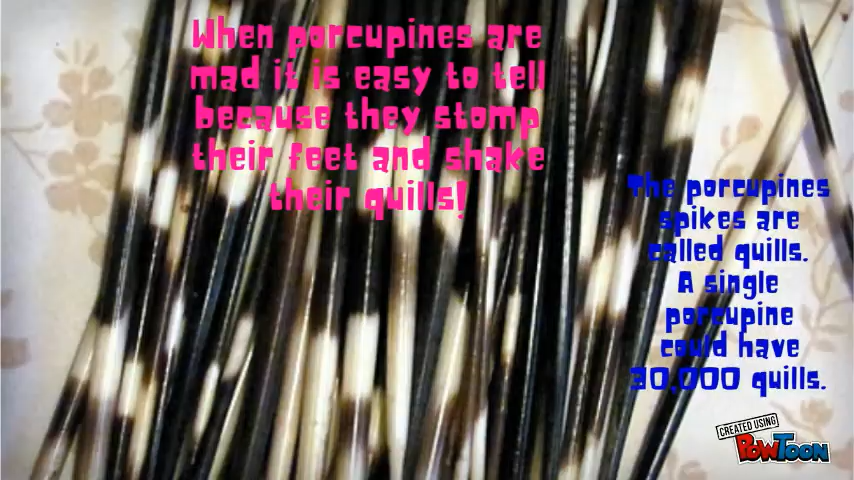 When porcupines are
mad it is easy to tell
because they stomp
their feet and shake
their quills!
The porcupines
spikes are
called quills.
A single
porcupine
could have
30,000 quills.
CREATED USING
POWTOON